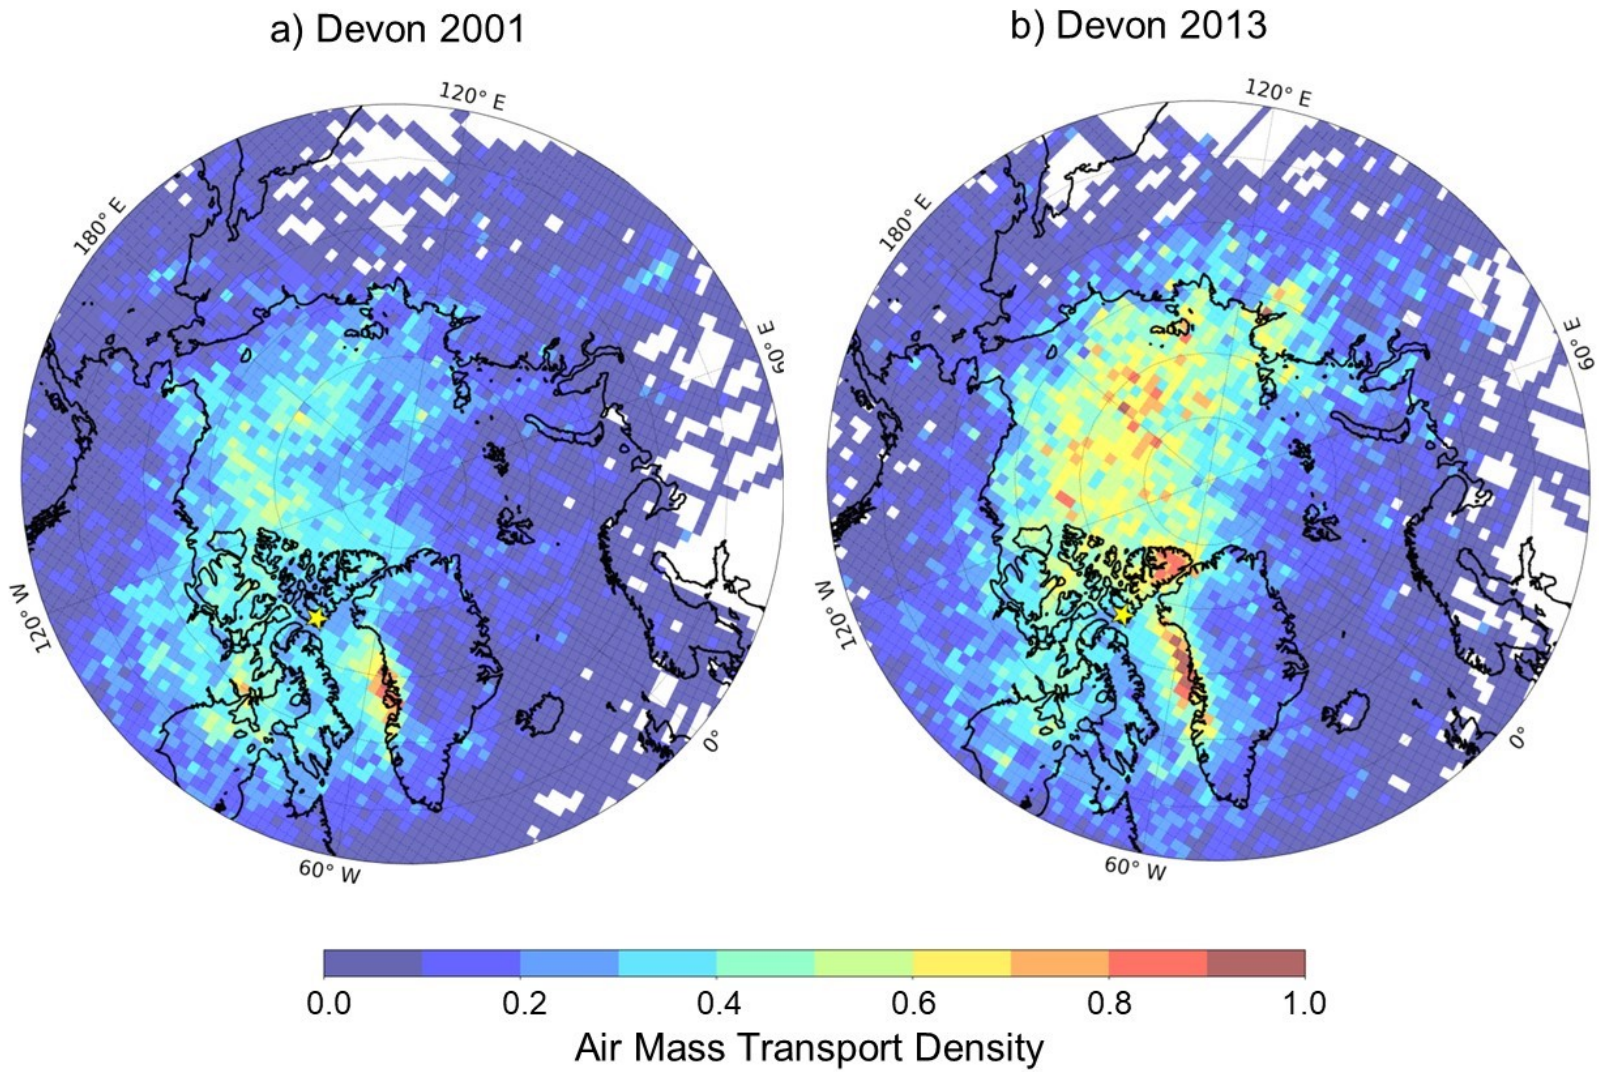 a) Devon 2001
b) Devon 2013
120° E
180° E
60° E
120° W
0°
60° W
120° E
180° E
60° E
120° W
0°
60° W
0.0 0.2 0.4 0.6 0.8 1.0
Air Mass Transport Density